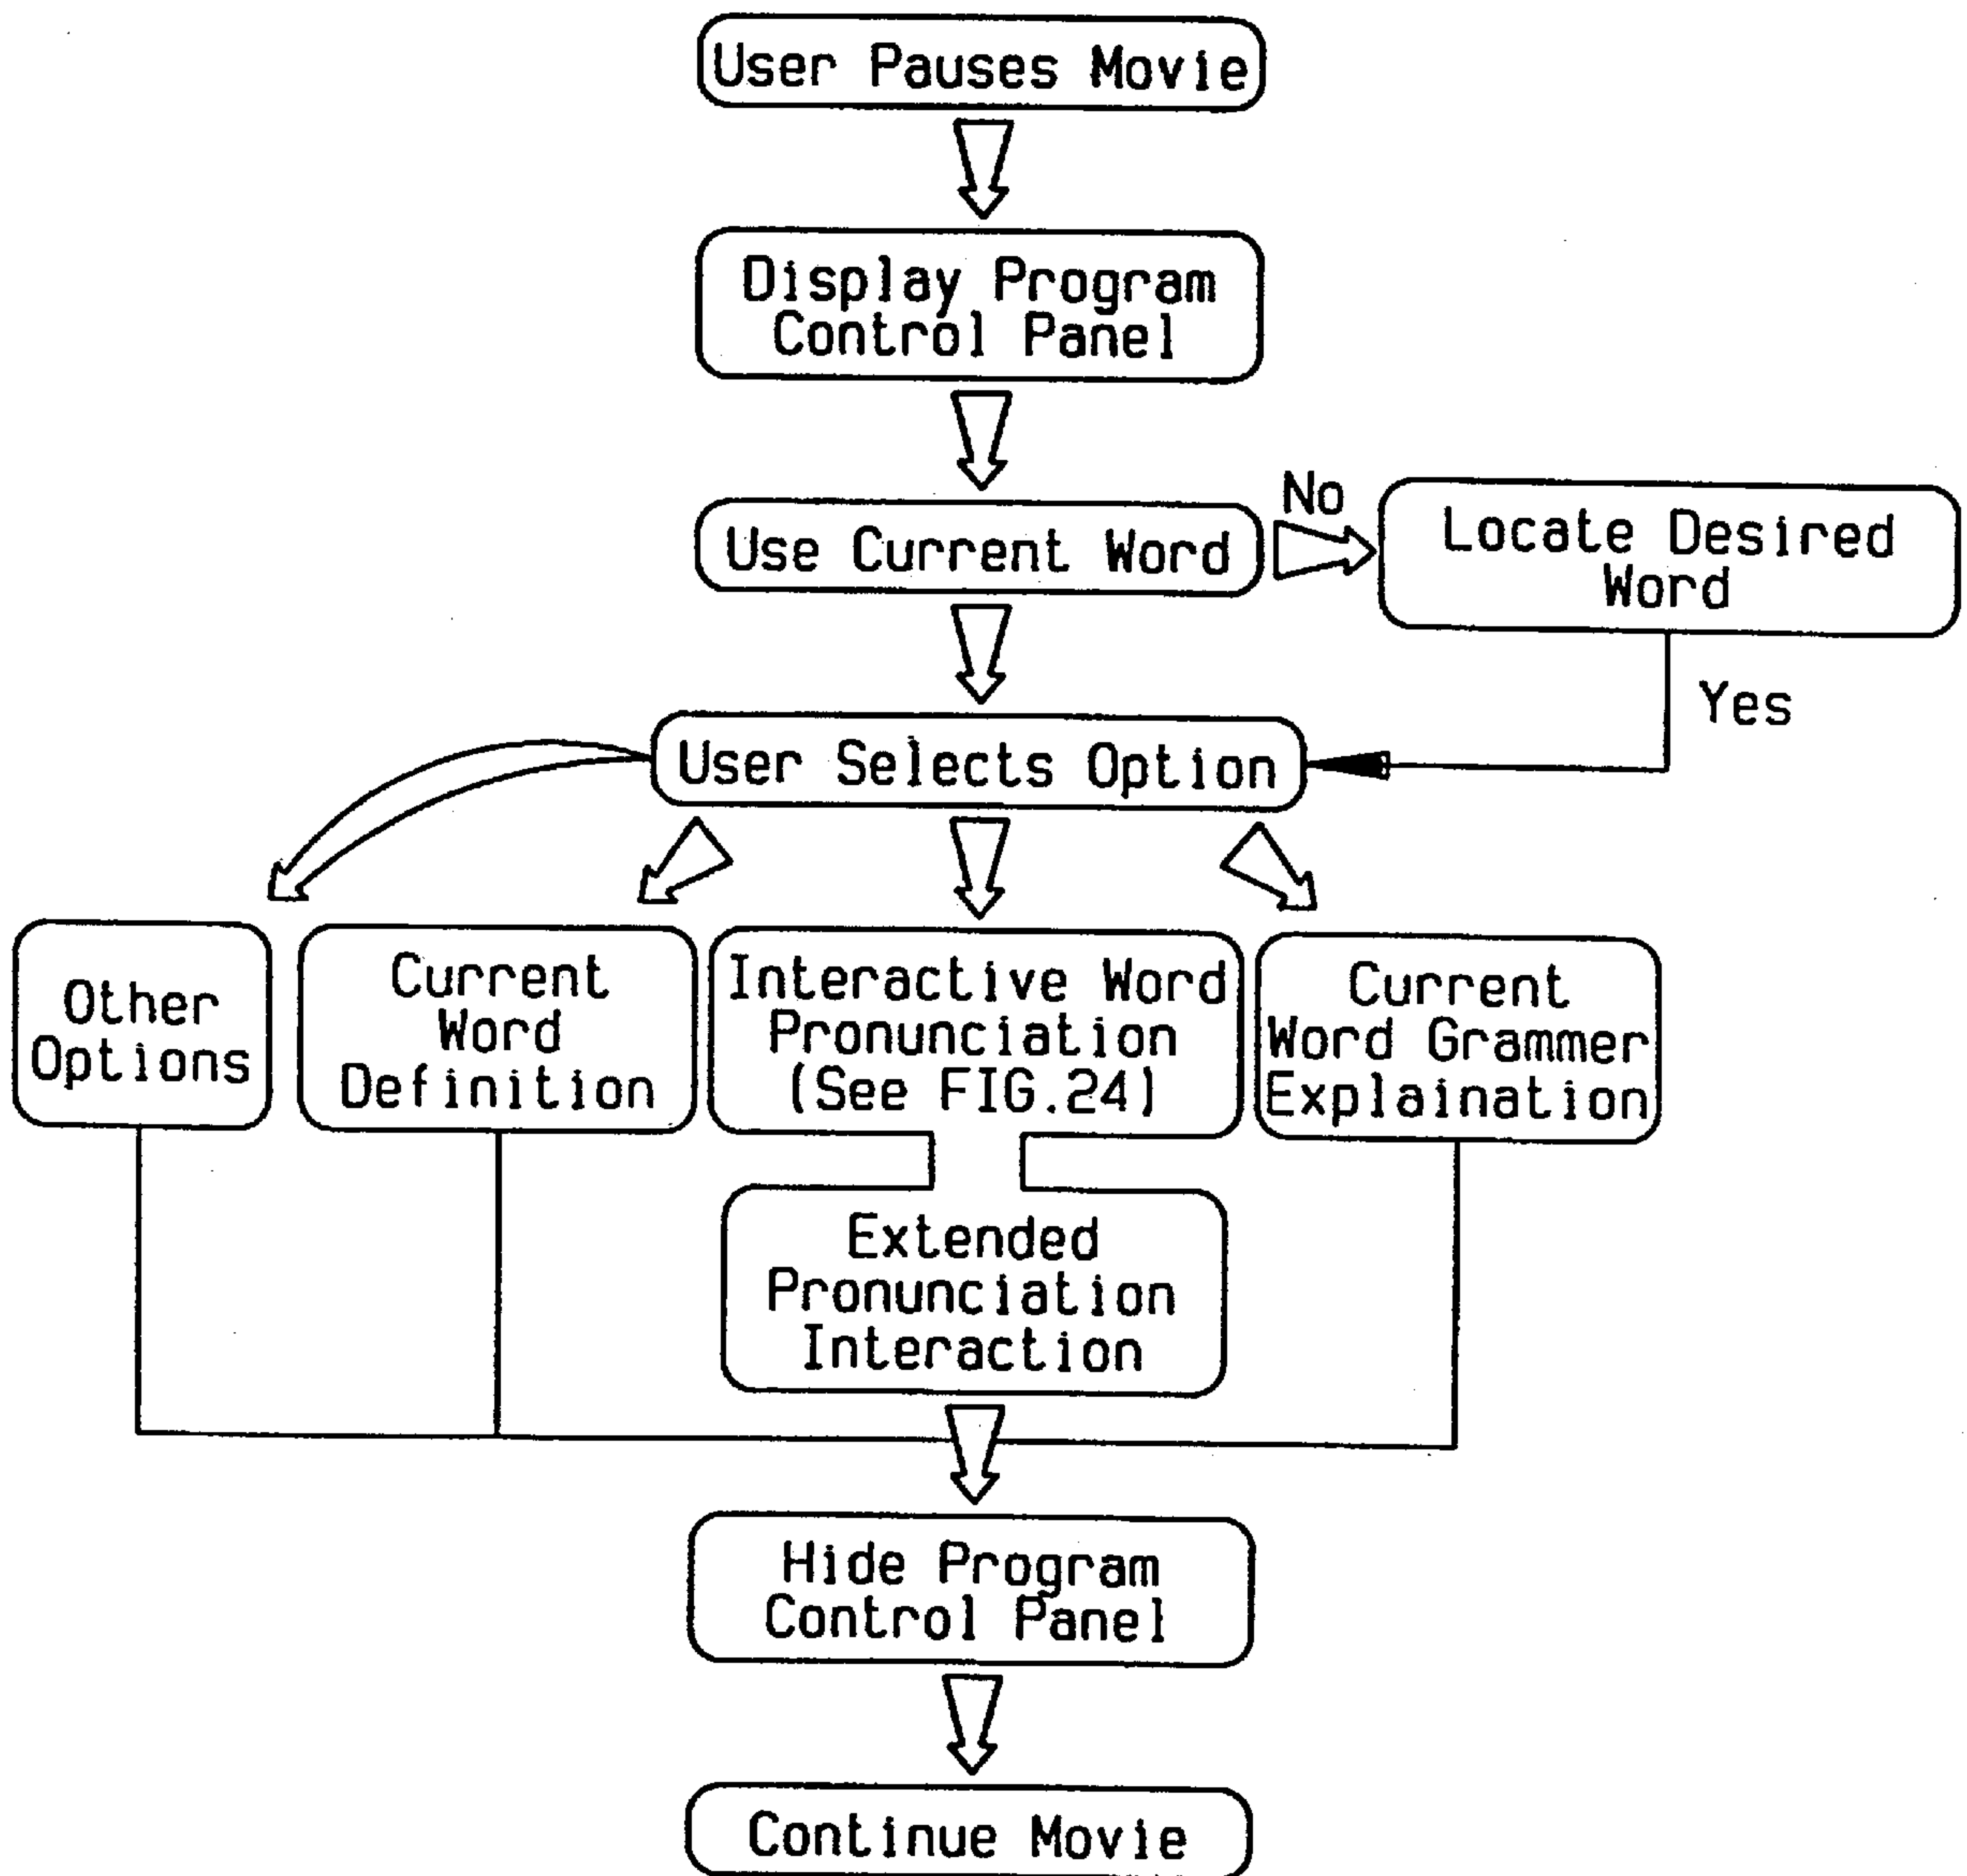 User Pauses Movie
Display Program
Control Panel
No
Use Current Word
Locate Desired
Word
Yes
User Selects Option
Other
Options
Current
Word
Definition
Interactive Word
Pronunciation
(See FIG.24)
Current
Word Grammer
Explaination
Extended
Pronunciation
Interaction
Hide Program
Control Panel
Continue Movie